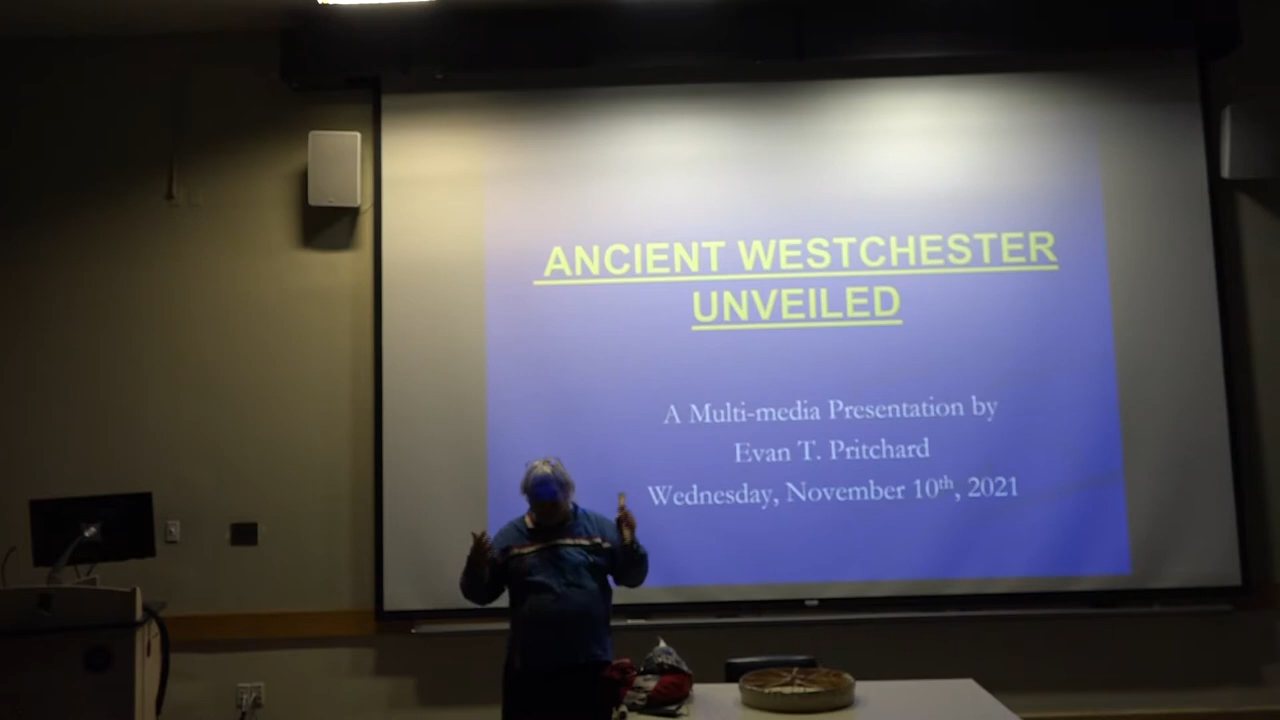 ANCIENT WESTCHESTER
UNVEILED
A Multi-media Presentation by
Evan T. Pritchard
Wednesday, November 10th, 2021